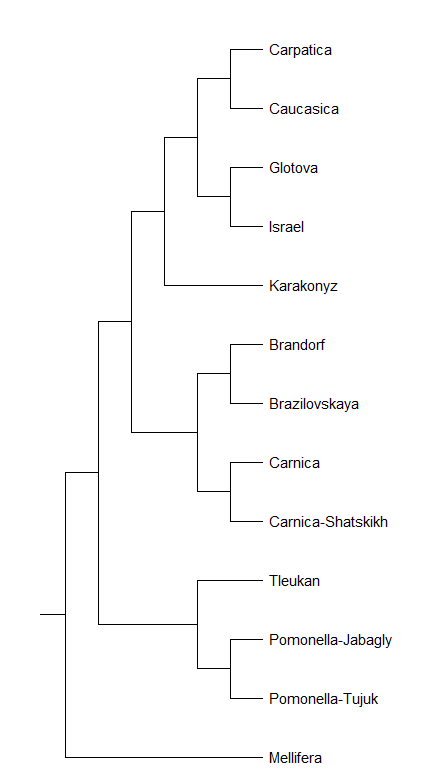 Carpatica
Caucasica
Glotova
Israel
Karakonyz
Brandorf
Brazilovskaya
Carnica
Carnica-Shatskikh
Tleukan
Pomonella-Jabagly
Pomonella-Tujuk
Mellifera